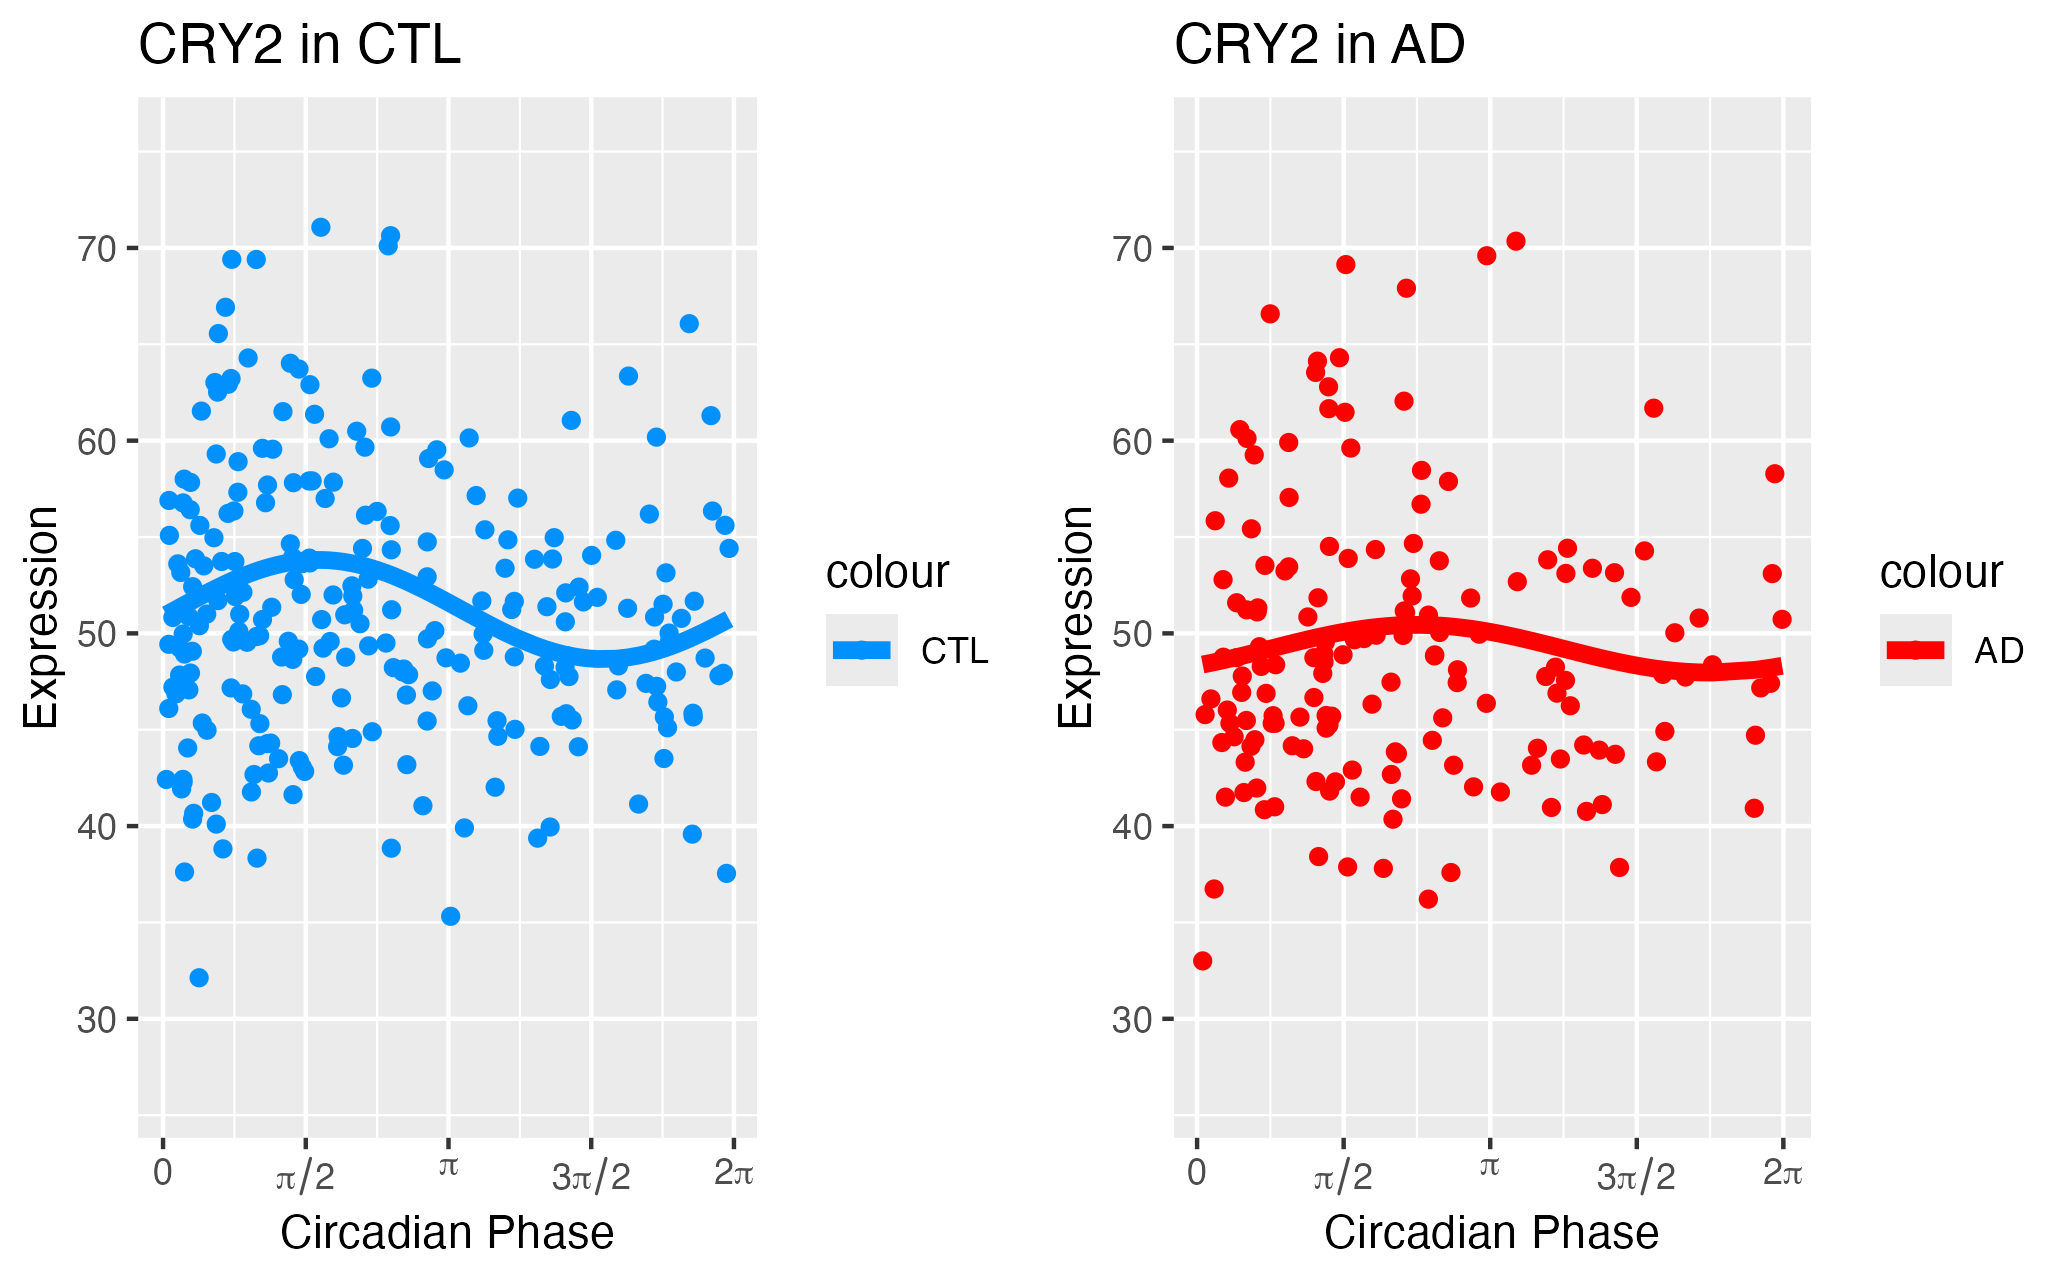 CRY2 in CTL
70
60
50
40
30
Expression
0
π/2
π
3π/2
2π
Circadian Phase
colour
CTL
CRY2 in AD
70
60
50
40
30
Expression
0
π/2
π
3π/2
2π
Circadian Phase
colour
AD